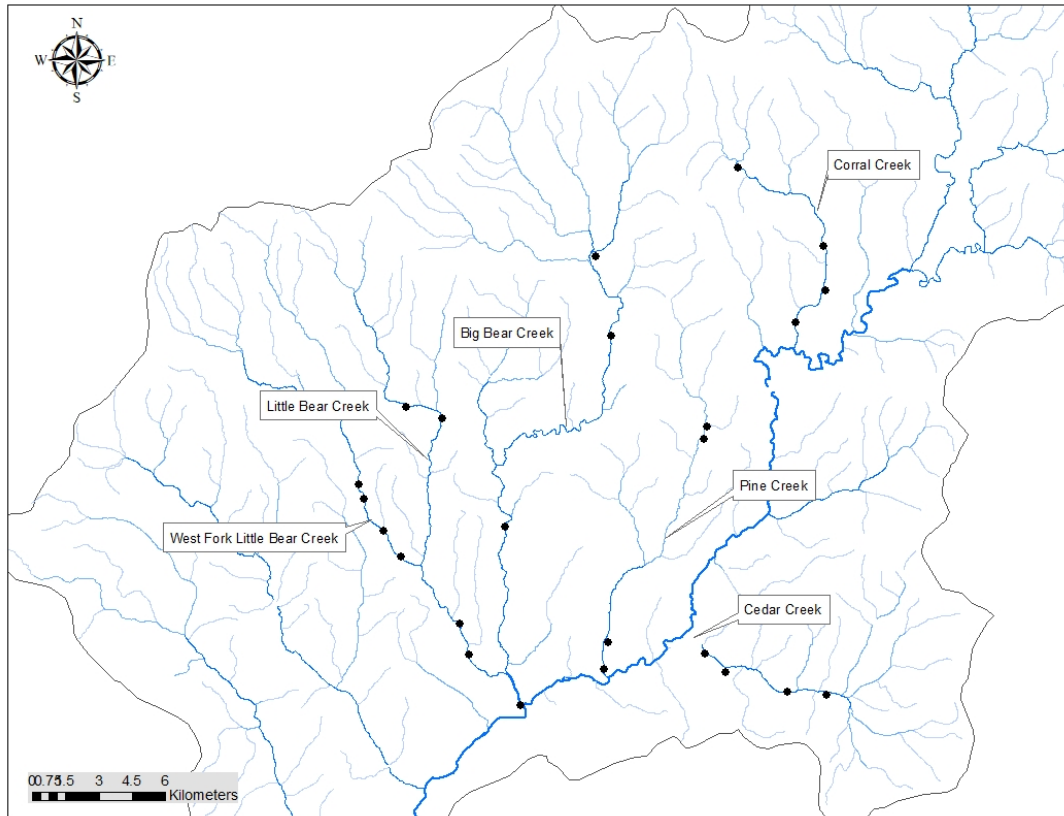 N
W E
S
Corral Creek
Big Bear Creek
Little Bear Creek
Pine Creek
West Fork Little Bear Creek
Cedar Creek
3 4.5 6
Kilometers